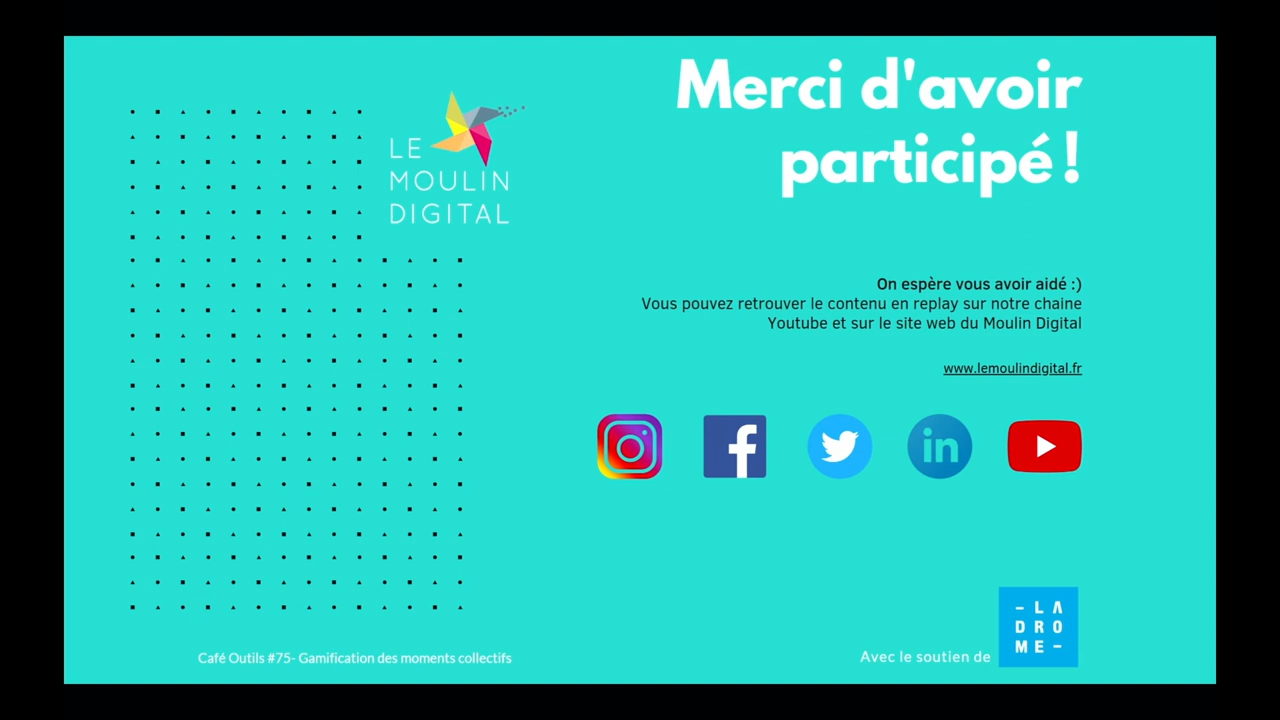 LE
MOULIN
DIGITAL
Merci d'avoir
participé !
On espère vous avoir aidé :)
Vous pouvez retrouver le contenu en replay sur notre chaine
Youtube et sur le site web du Moulin Digital
www.lemoulindigital.fr
f
in
Café Outils #75- Gamification des moments collectifs
Avec le soutien de
– L A
D R O
M E –